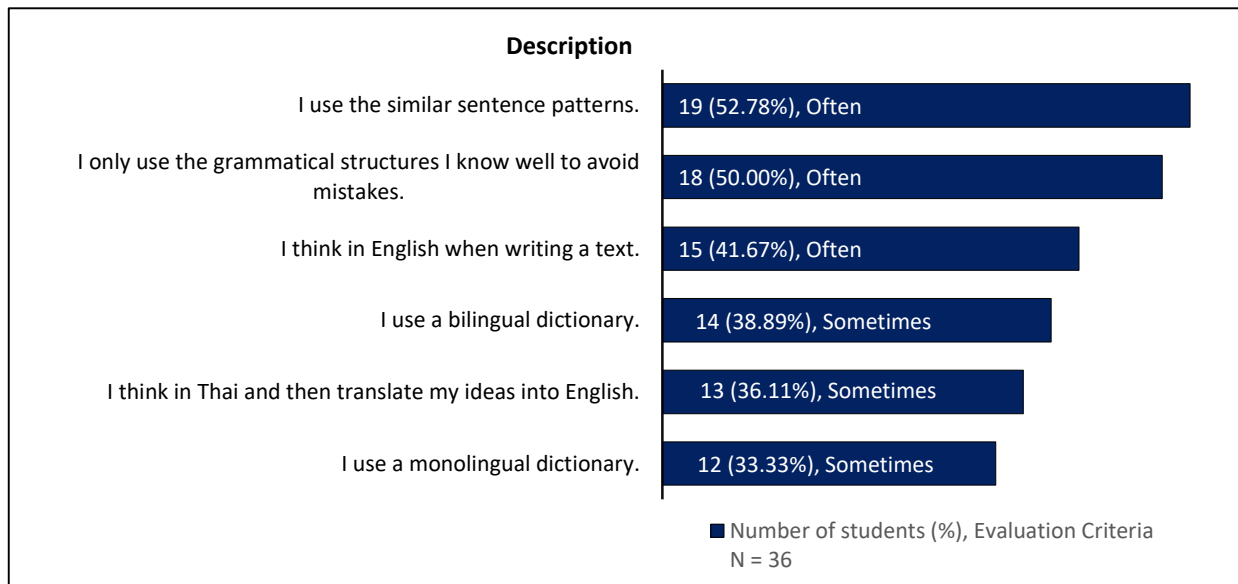 Description
I use the similar sentence patterns.
19 (52.78%), Often
I only use the grammatical structures I know well to avoid
mistakes.
18 (50.00%), Often
I think in English when writing a text.
15 (41.67%), Often
I use a bilingual dictionary.
14 (38.89%), Sometimes
I think in Thai and then translate my ideas into English.
13 (36.11%), Sometimes
I use a monolingual dictionary.
12 (33.33%), Sometimes
Number of students (%), Evaluation Criteria
N = 36